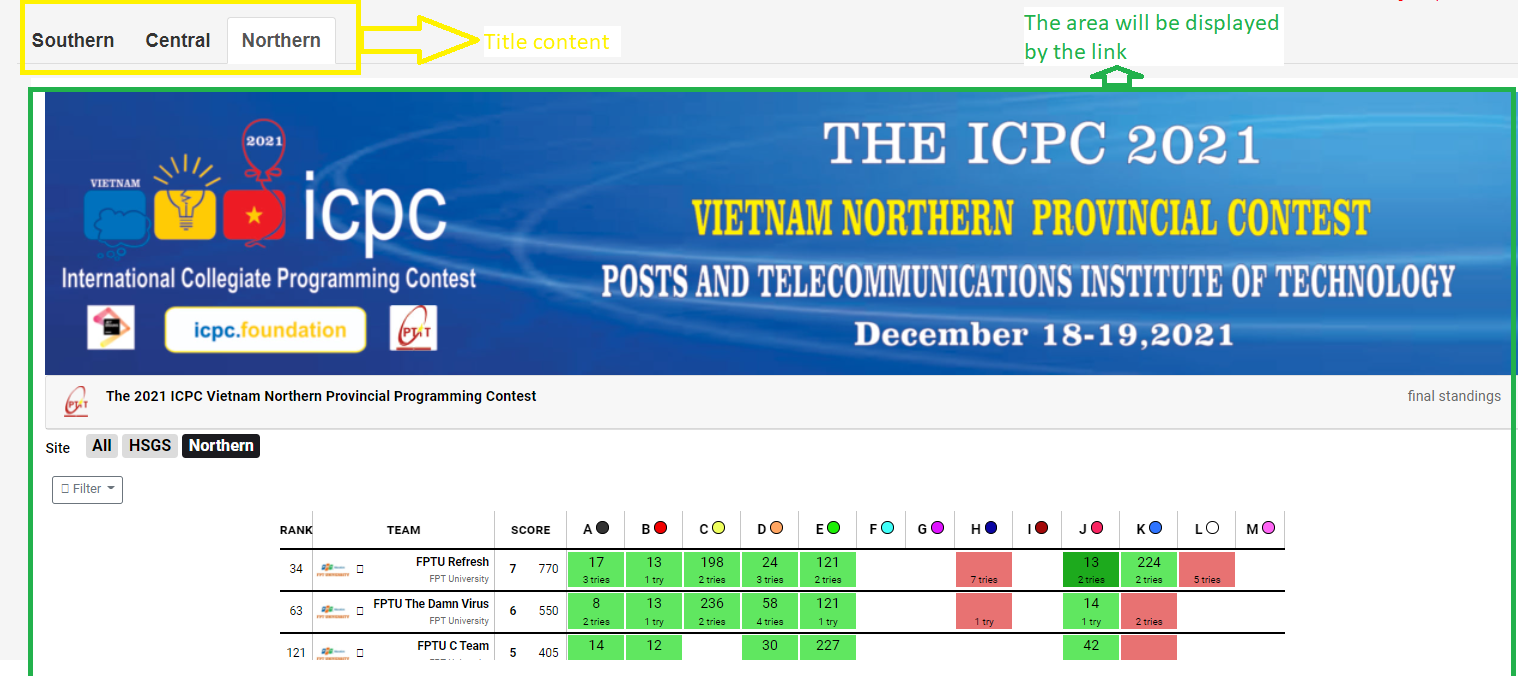 Southern Central Northern
Title content
The area will be displayed
by the link
2021
VIETNAM
icpc
International Collegiate Programming Contest
icpc.foundation
PTIT
THE ICPC 2021
VIETNAM NORTHERN PROVINCIAL CONTEST
POSTS AND TELECOMMUNICATIONS INSTITUTE OF TECHNOLOGY
December 18-19,2021
PTIT The 2021 ICPC Vietnam Northern Provincial Programming Contest final standings
Site All HSGS Northern
Filter
RANK TEAM SCORE A B C D E F G H I J K L M
34 FPTU Refresh 7 770 17 13 198 24 121 13 224
FPT UNIVERSITY FPT University 3 tries 1 try 2 tries 3 tries 2 tries 7 tries 2 tries 2 tries 5 tries
63 FPTU The Damn Virus 6 550 8 13 236 58 121 14
FPT UNIVERSITY FPT University 2 tries 1 try 2 tries 4 tries 1 try 1 try 1 try 2 tries
121 FPTU C Team 5 405 14 12 30 227 42